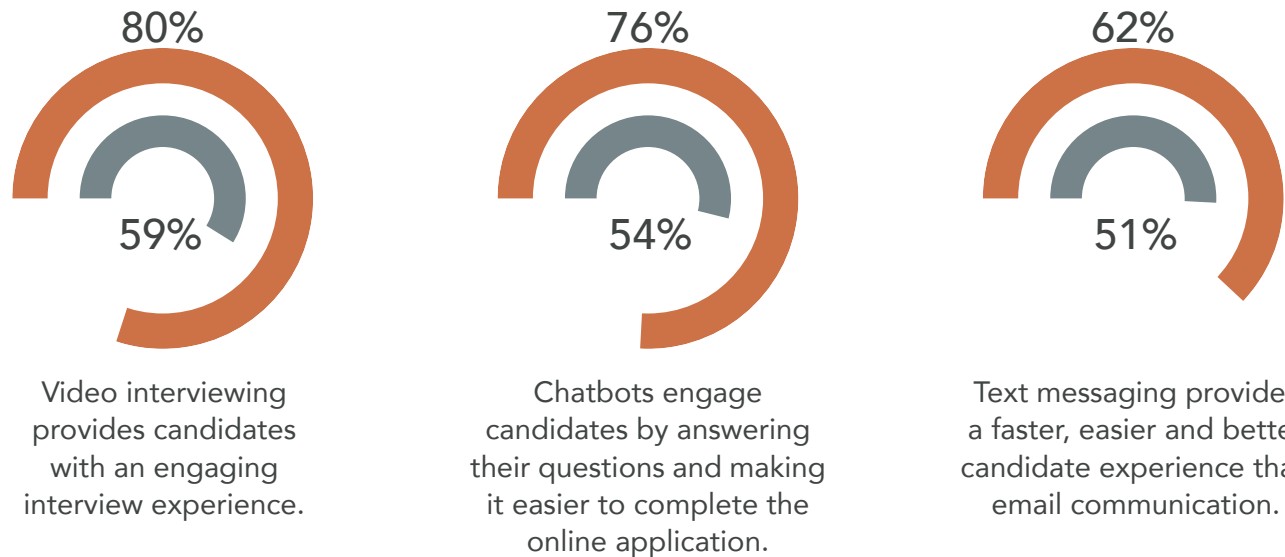 80%
59%
Video interviewing
provides candidates
with an engaging
interview experience.
76%
54%
Chatbots engage
candidates by answering
their questions and making
it easier to complete the
online application.
62%
51%
Text messaging provide
a faster, easier and bette
candidate experience tha
email communication.